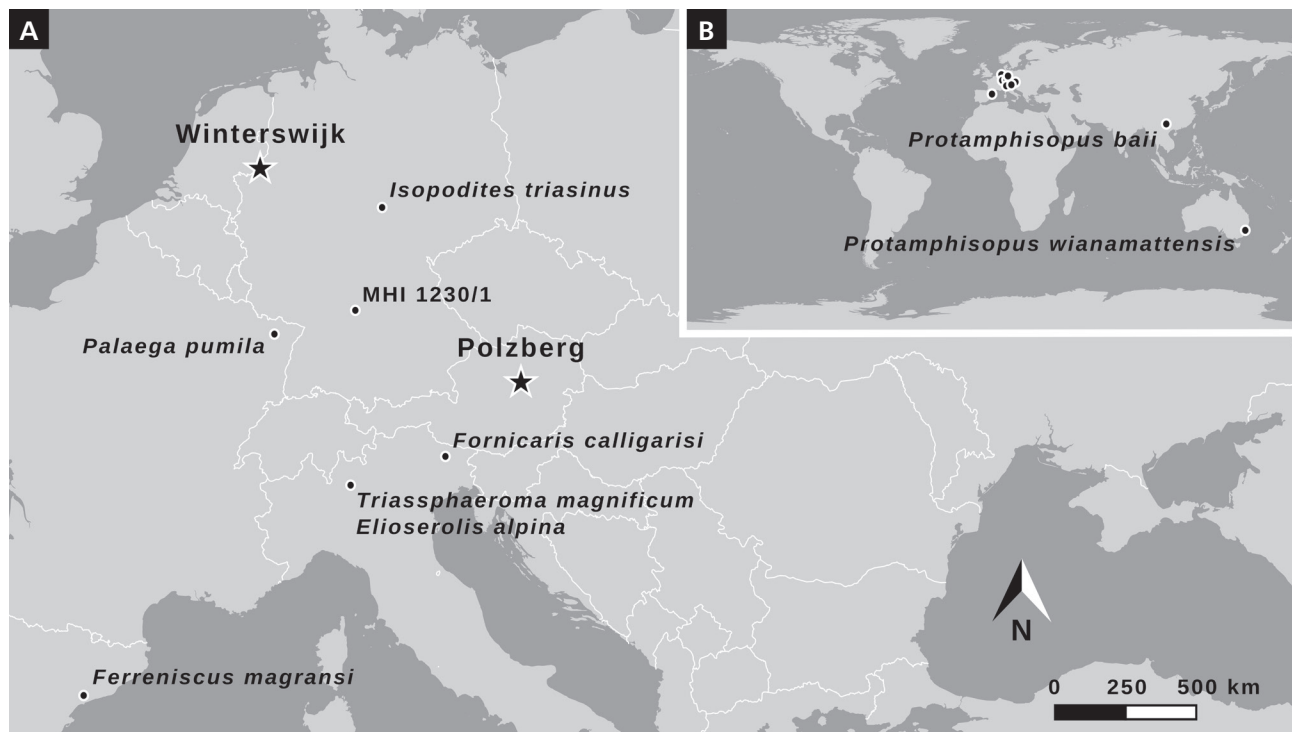 A
B
Winterswijk
Isopodites triasinus
Protamphisopus baii
Protamphisopus wianamattensis
MHI 1230/1
Palaega pumila
Polzberg
Fornicaris calligarisi
Triassphaeroma magnificum
Elioserolis alpina
N
Ferreniscus magransi
0 250 500 km